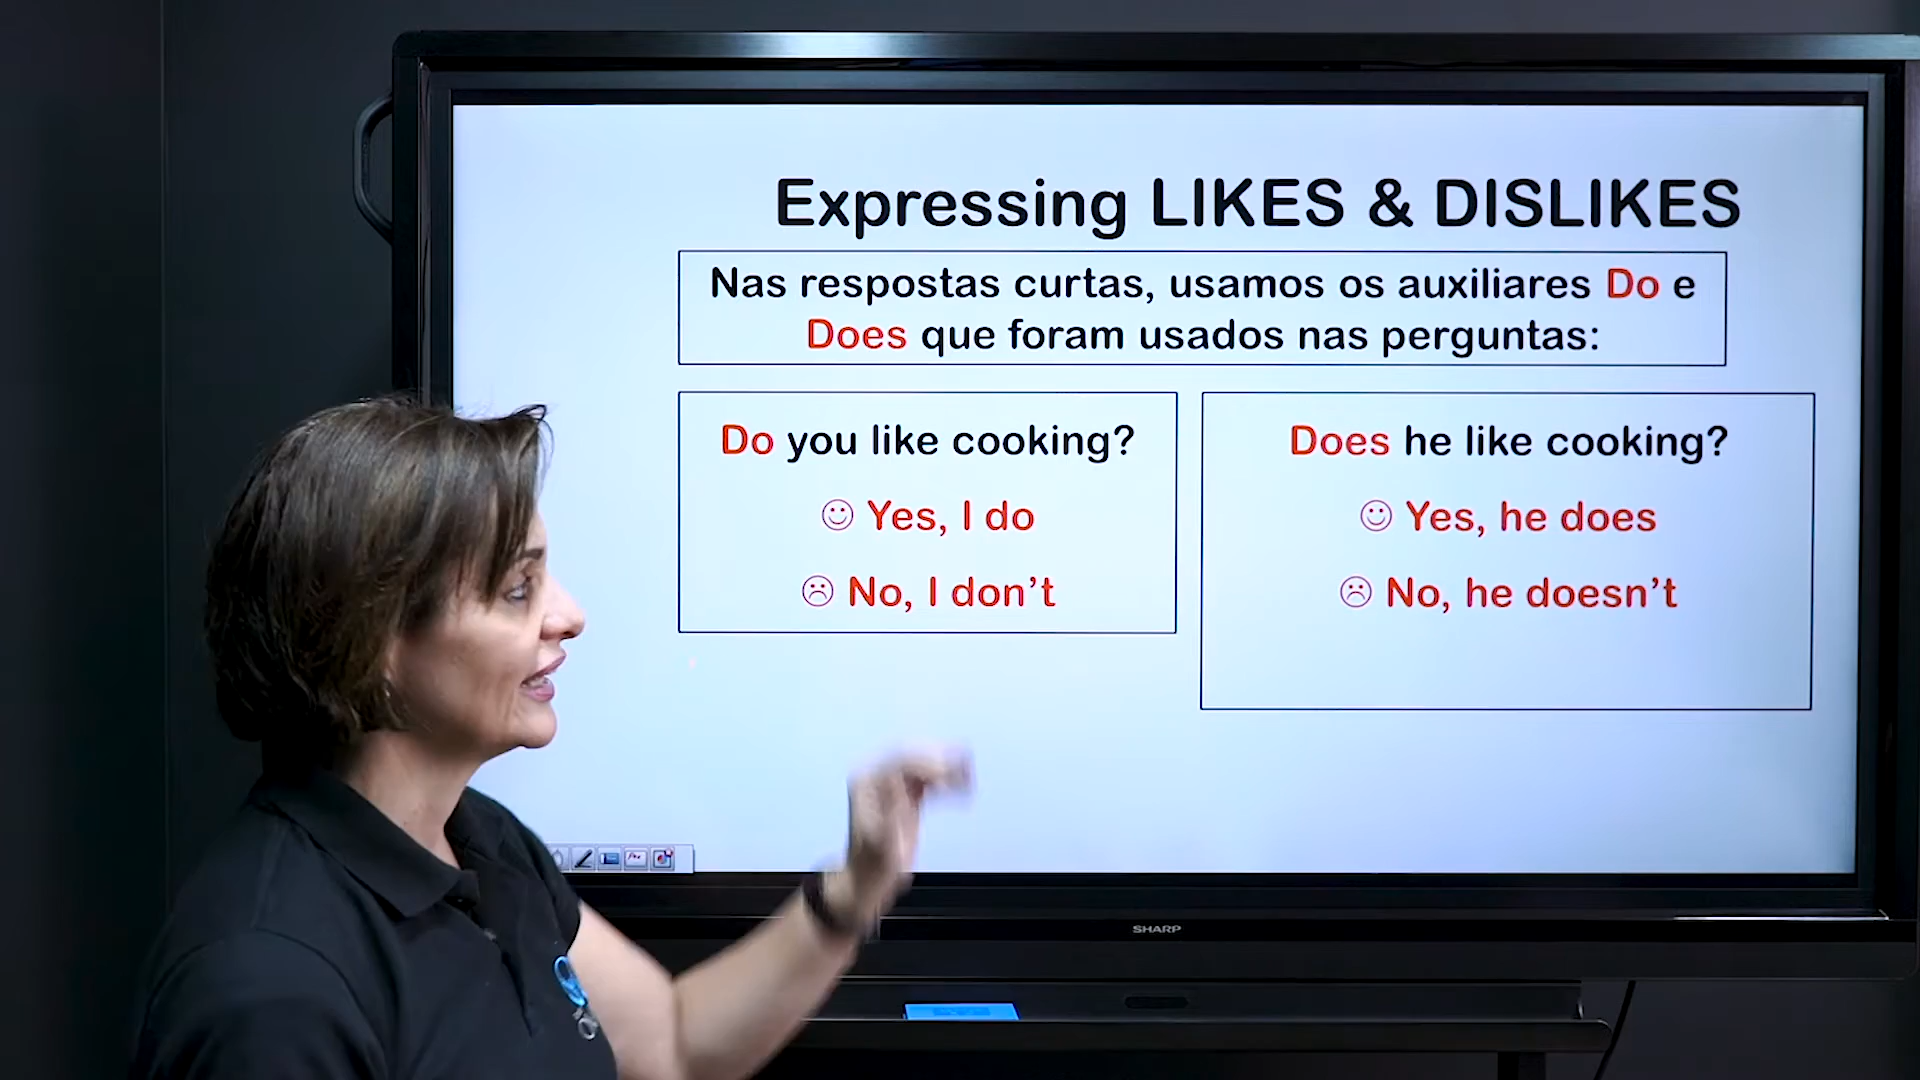 Expressing LIKES & DISLIKES
Nas respostas curtas, usamos os auxiliares Do e
Does que foram usados nas perguntas:
Do you like cooking?
☺ Yes, I do
☹ No, I don’t
Does he like cooking?
☺ Yes, he does
☹ No, he doesn’t
SHARP